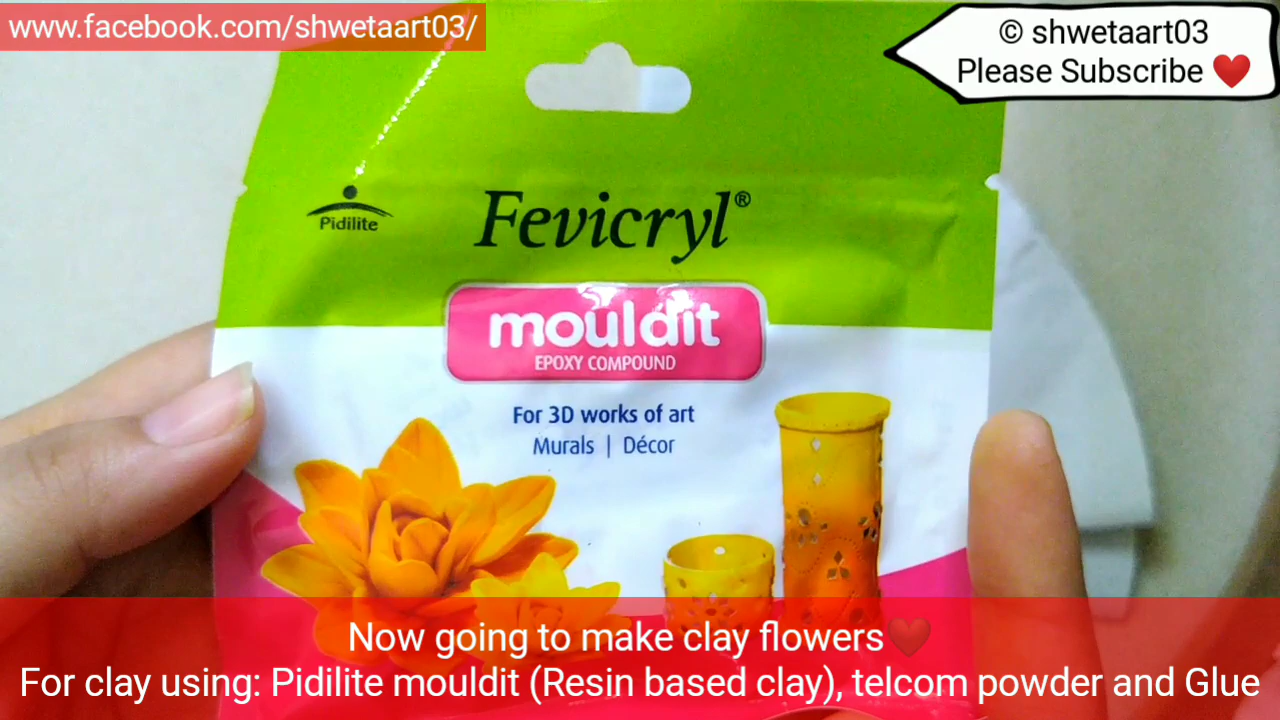 www.facebook.com/shwetaart03/
© shwetaart03
Please Subscribe ❤️
Pidilite
Fevicryl®
mouldit
EPOXY COMPOUND
For 3D works of art
Murals | Décor
Now going to make clay flowers❤️
For clay using: Pidilite mouldit (Resin based clay), telcom powder and Glue